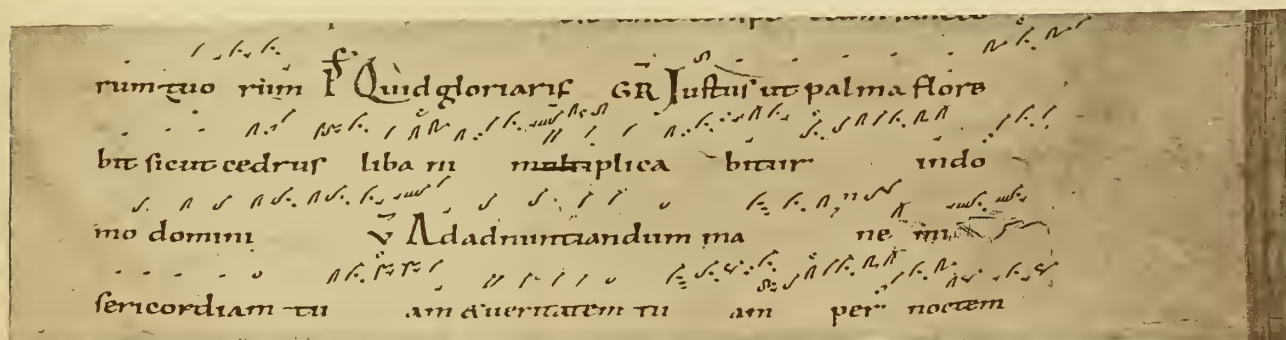 rum tuo rum Ps Quid gloriaris GR Iustus ut palma flore
bit sicut cedrus liba ni multiplica bitur indo
mo domini V Ad adnuntiandum ma ne mi
sericordiam tu am & ueritatem tu am per noctem